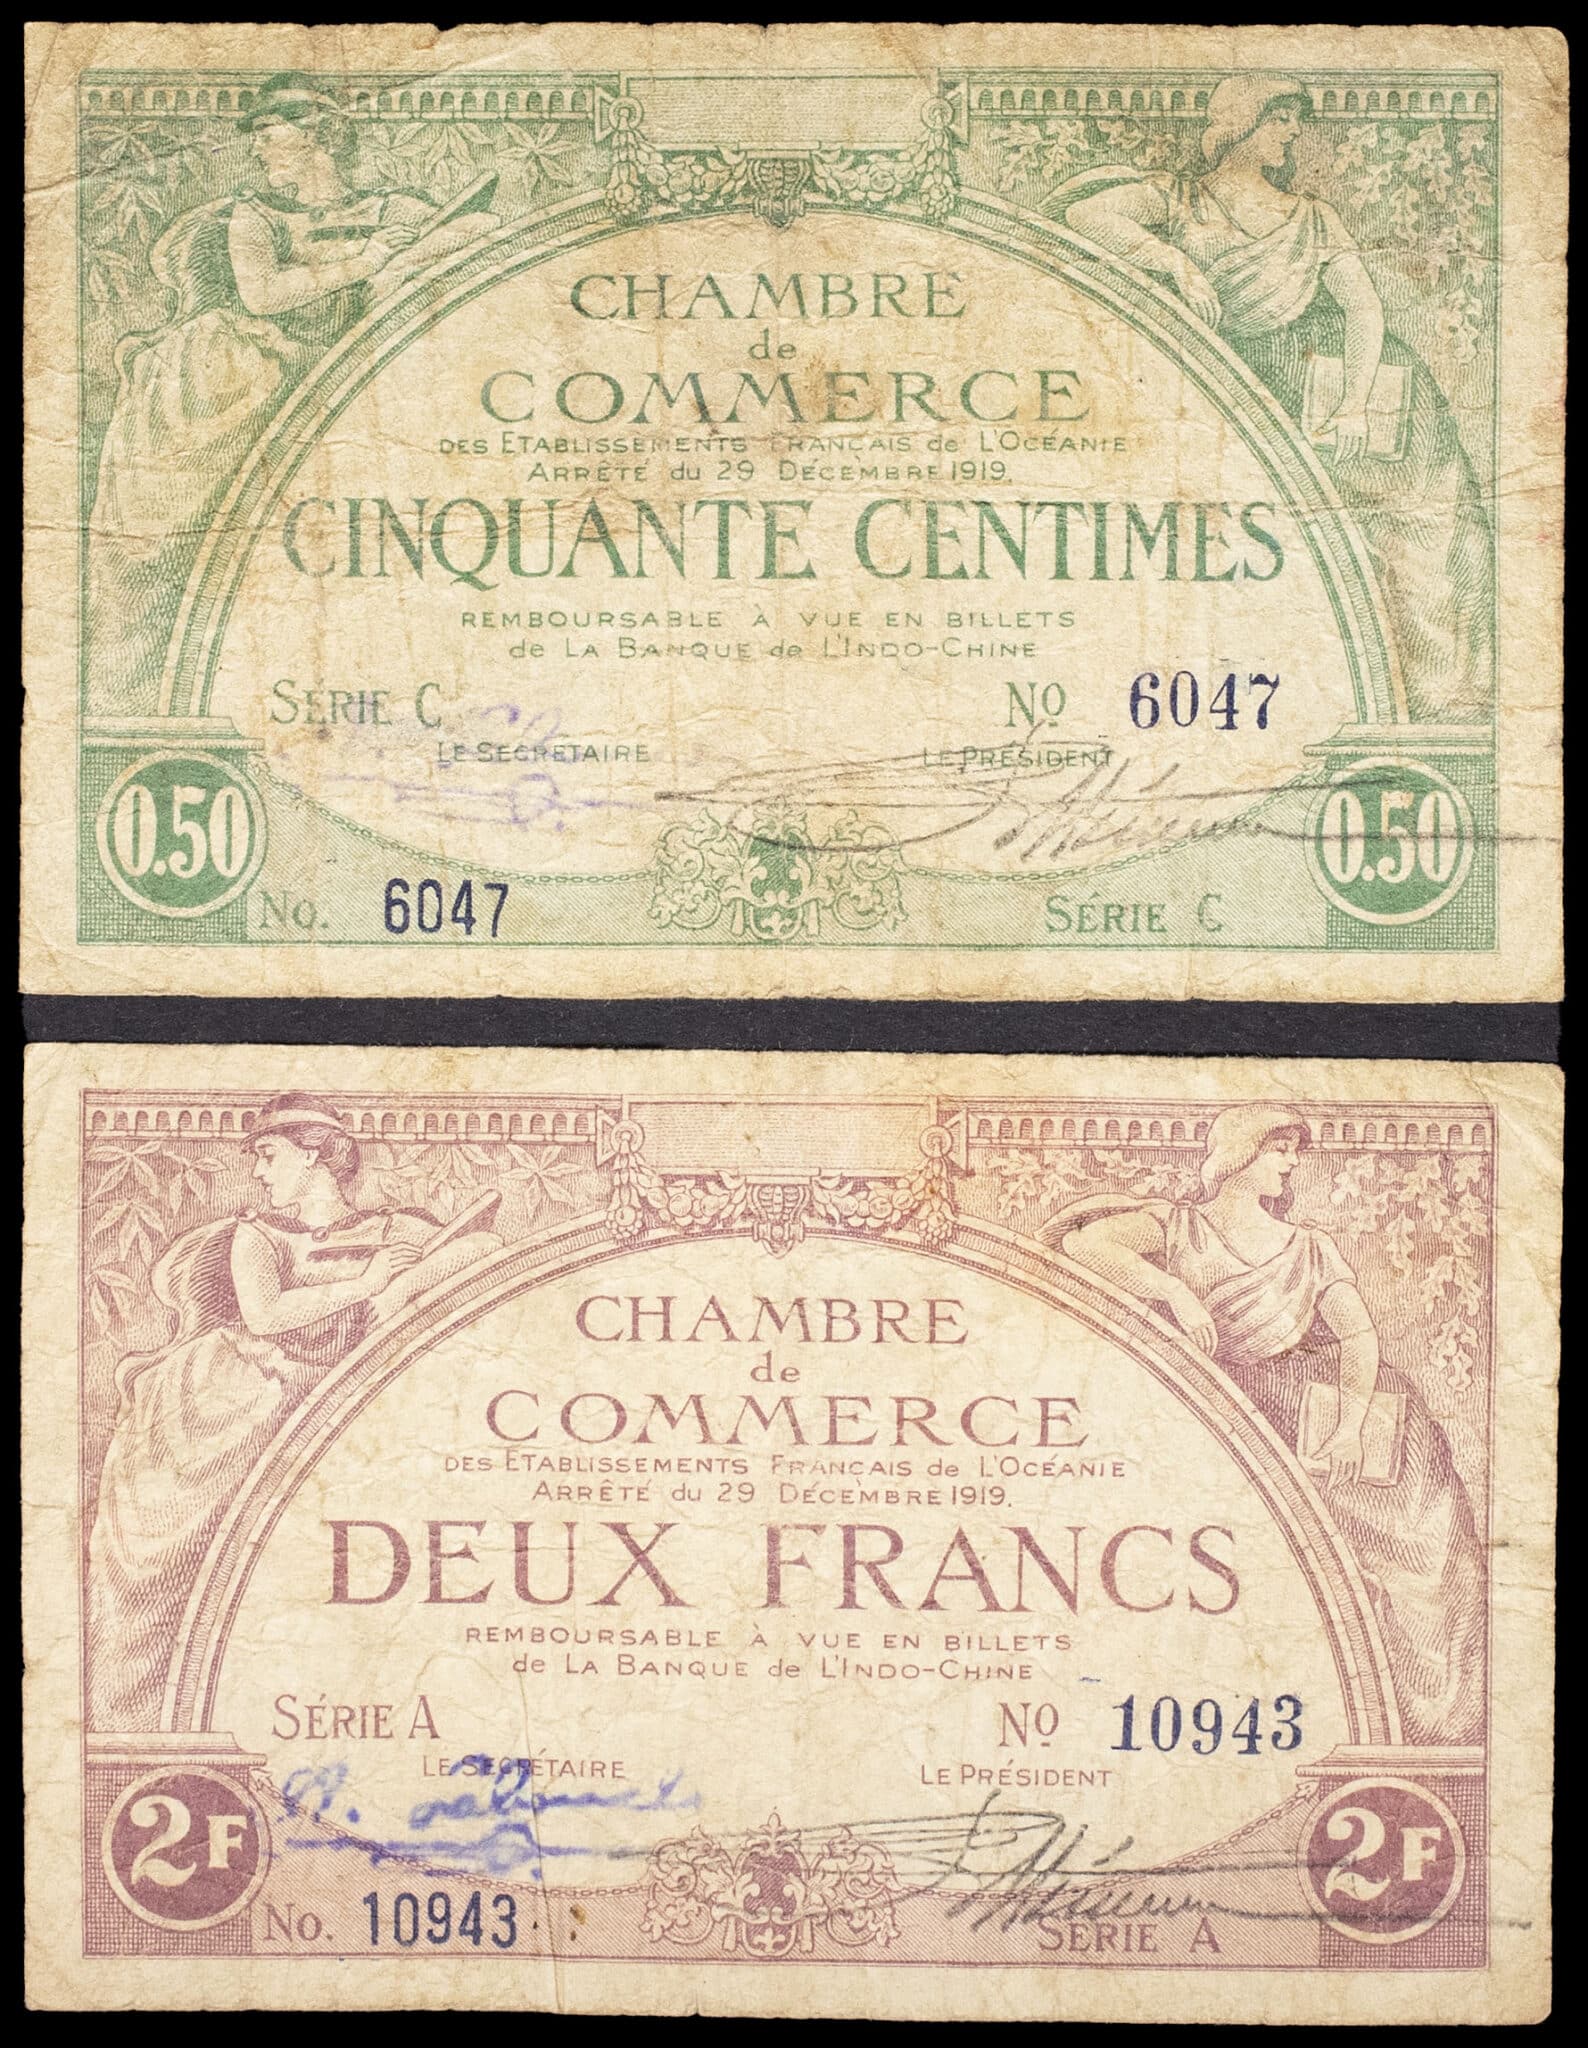 CHAMBRE
de
COMMERCE
DES ETABLISSEMENTS FRANÇAIS de L'OCÉANIE
ARRÊTÉ du 29 DÉCEMBRE 1919.
CINQUANTE CENTIMES
REMBOURSABLE À VUE EN BILLETS
de LA BANQUE de L'INDO-CHINE
SÉRIE C No 6047
LE SECRÉTAIRE LE PRÉSIDENT
0.50 0.50
No. 6047 SÉRIE C
CHAMBRE
de
COMMERCE
DES ETABLISSEMENTS FRANÇAIS de L'OCÉANIE
ARRÊTÉ du 29 DÉCEMBRE 1919.
DEUX FRANCS
REMBOURSABLE À VUE EN BILLETS
de LA BANQUE de L'INDO-CHINE
SÉRIE A No 10943
LE SECRÉTAIRE LE PRÉSIDENT
2F 2F
No. 10943 SÉRIE A